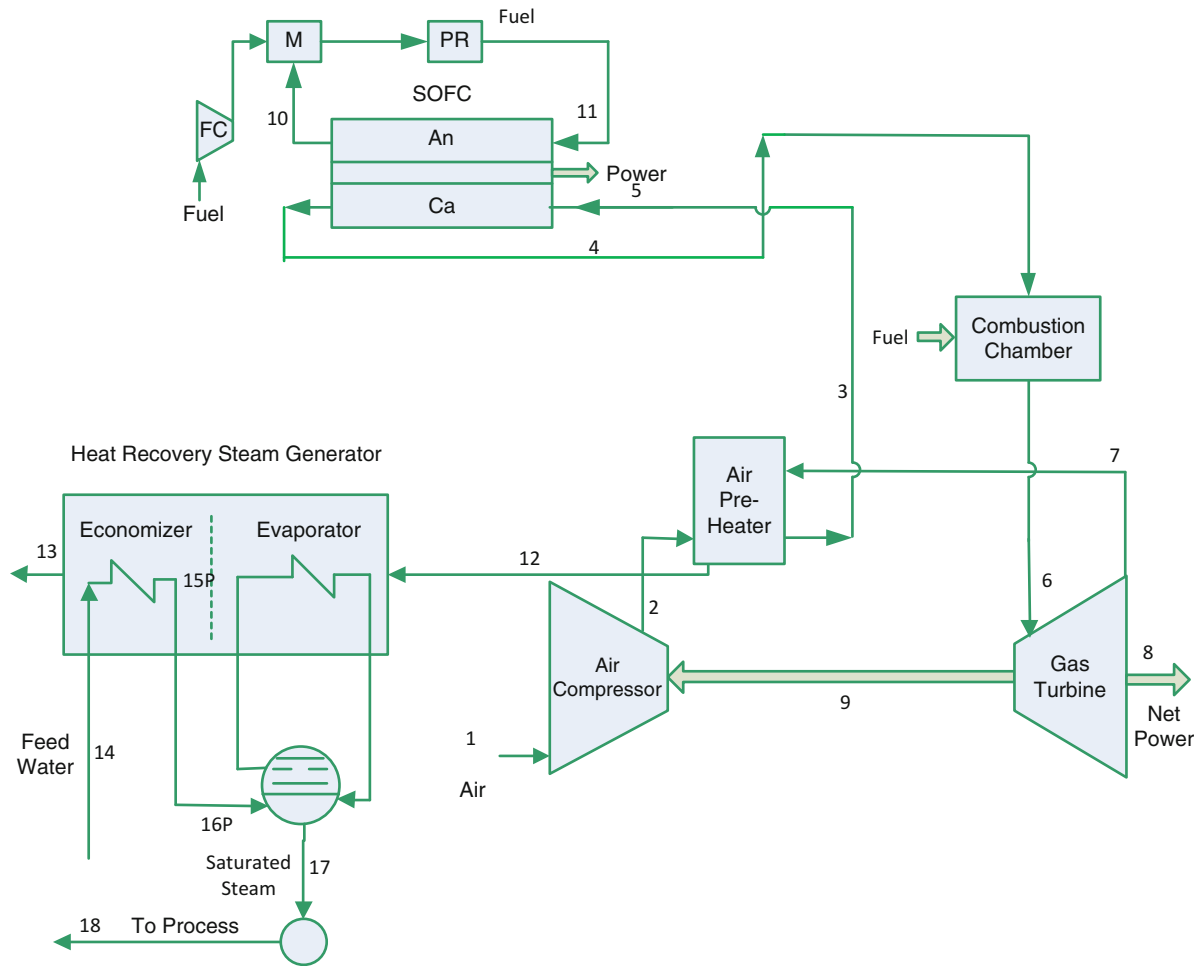 Fuel
M
PR
SOFC
10
11
FC
An
Power
5
Fuel
Ca
4
Fuel
Combustion
Chamber
3
Heat Recovery Steam Generator
7
Air
Pre-
Heater
Economizer
Evaporator
13
12
15P
2
6
Air
Compressor
Gas
Turbine
8
9
Net
Power
Feed
Water
14
1
Air
16P
Saturated
Steam
17
18
To Process